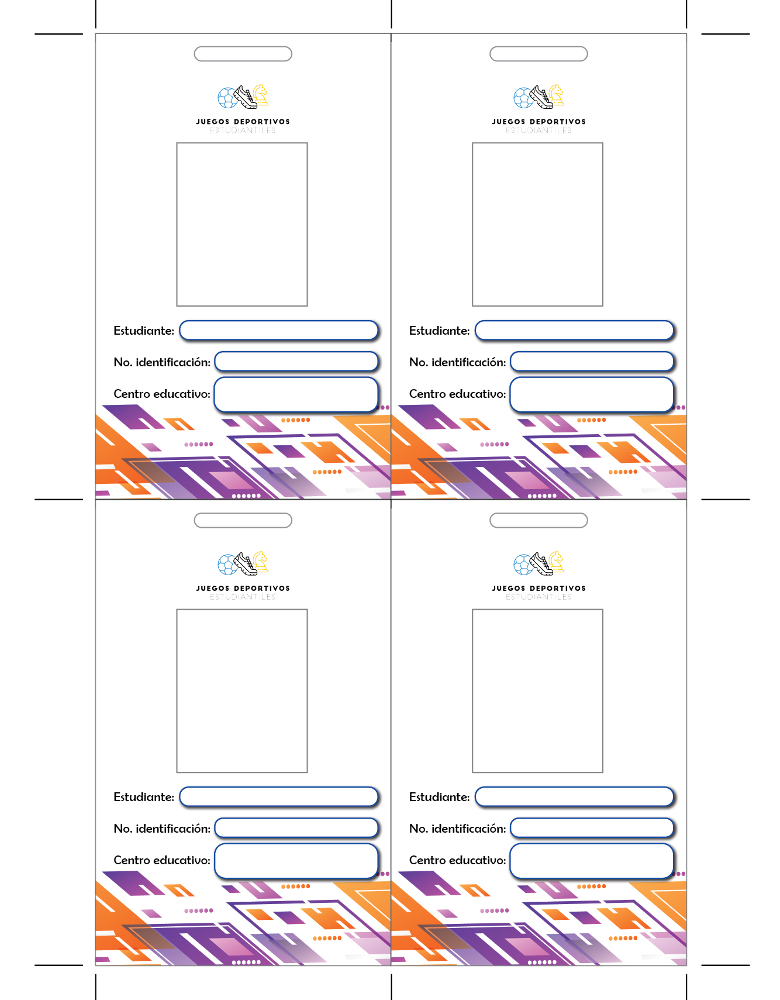 JUEGOS DEPORTIVOS
ESTUDIANTILES
Estudiante:
No. identificación:
Centro educativo:
JUEGOS DEPORTIVOS
ESTUDIANTILES
Estudiante:
No. identificación:
Centro educativo:
JUEGOS DEPORTIVOS
ESTUDIANTILES
Estudiante:
No. identificación:
Centro educativo:
JUEGOS DEPORTIVOS
ESTUDIANTILES
Estudiante:
No. identificación:
Centro educativo: